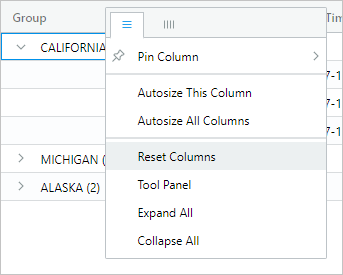 Group
Tim
CALIFORNIA
Pin Column
7-1
Autosize This Column
7-1
Autosize All Columns
7-1
Reset Columns
MICHIGAN (
Tool Panel
ALASKA (2)
Expand All
Collapse All